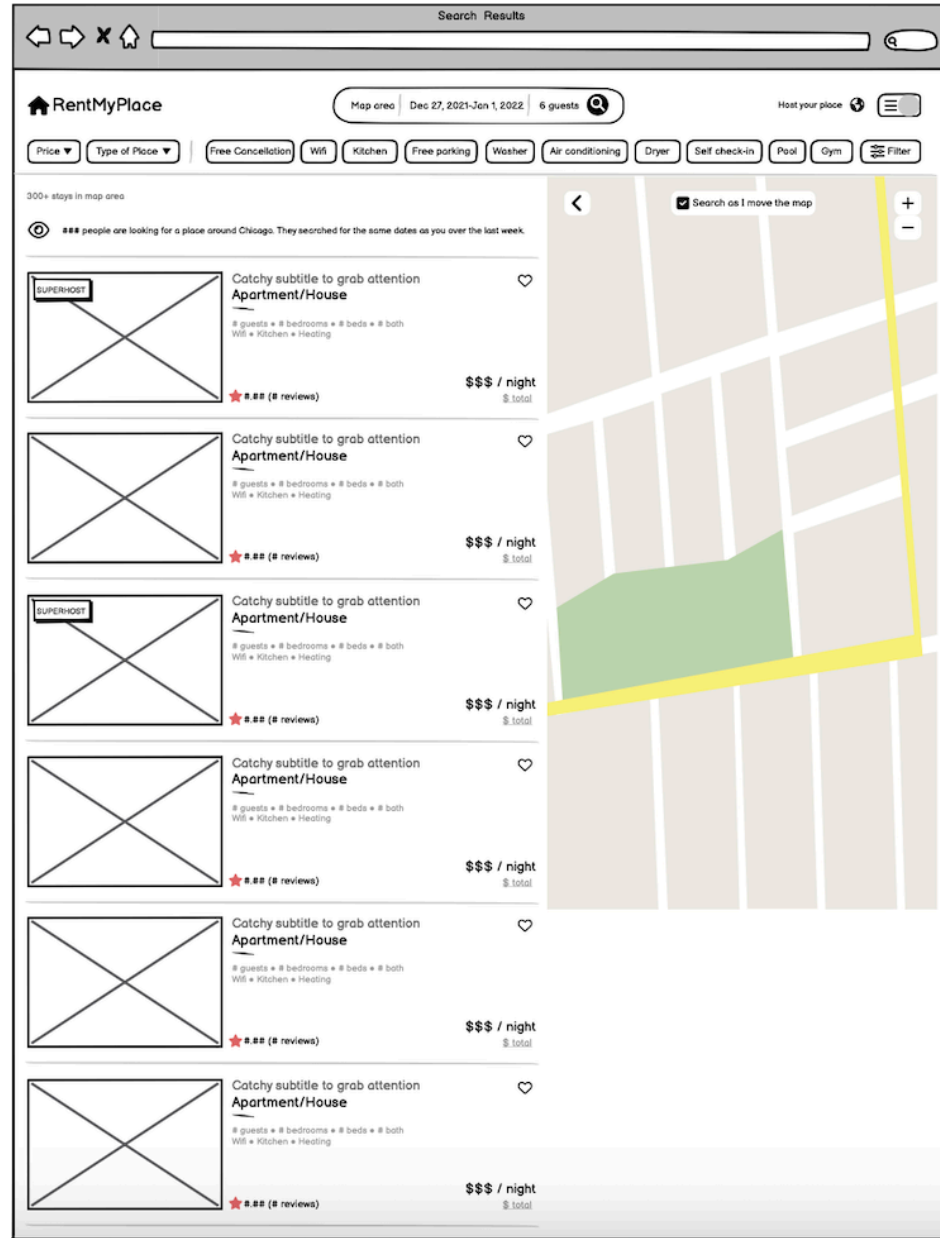 Search Results
RentMyPlace
Map area Dec 27, 2021-Jan 1, 2022 6 guests
Host your place
Price ▼ Type of Place ▼ Free Cancellation Wifi Kitchen Free parking Washer Air conditioning Dryer Self check-in Pool Gym Filter
300+ stays in map area
### people are looking for a place around Chicago. They searched for the same dates as you over the last week.
SUPERHOST
Catchy subtitle to grab attention
Apartment/House
# guests • # bedrooms • # beds • # bath
Wifi • Kitchen • Heating
#.## (# reviews)
$$$ / night
$ total
Catchy subtitle to grab attention
Apartment/House
# guests • # bedrooms • # beds • # bath
Wifi • Kitchen • Heating
#.## (# reviews)
$$$ / night
$ total
SUPERHOST
Catchy subtitle to grab attention
Apartment/House
# guests • # bedrooms • # beds • # bath
Wifi • Kitchen • Heating
#.## (# reviews)
$$$ / night
$ total
Catchy subtitle to grab attention
Apartment/House
# guests • # bedrooms • # beds • # bath
Wifi • Kitchen • Heating
#.## (# reviews)
$$$ / night
$ total
Catchy subtitle to grab attention
Apartment/House
# guests • # bedrooms • # beds • # bath
Wifi • Kitchen • Heating
#.## (# reviews)
$$$ / night
$ total
Catchy subtitle to grab attention
Apartment/House
# guests • # bedrooms • # beds • # bath
Wifi • Kitchen • Heating
#.## (# reviews)
$$$ / night
$ total
Search as I move the map
+
−